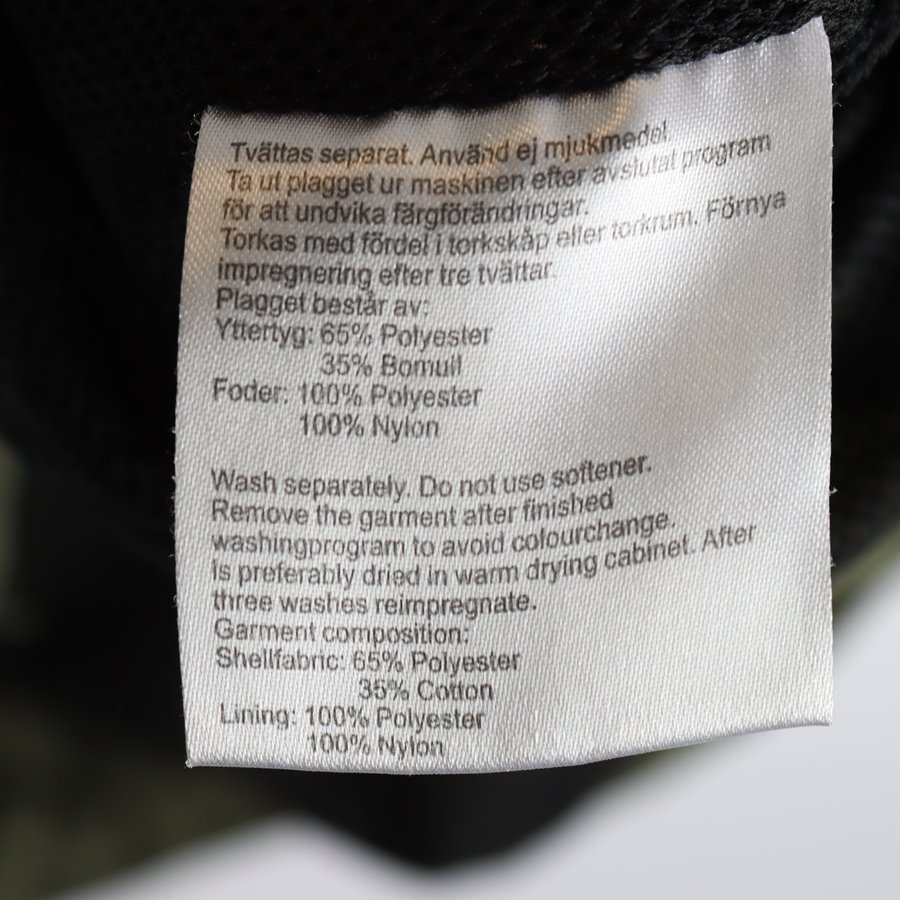 Tvättas separat. Använd ej mjukmedel
Ta ut plagget ur maskinen efter avslutat program
för att undvika färgförändringar.
Torkas med fördel i torkskåp eller torkrum. Förnya
impregnering efter tre tvättar.
Plagget består av:
Yttertyg: 65% Polyester
35% Bomull
Foder: 100% Polyester
100% Nylon
Wash separately. Do not use softener.
Remove the garment after finished
washingprogram to avoid colourchange.
Is preferably dried in warm drying cabinet. After
three washes reimpregnate.
Garment composition:
Shellfabric: 65% Polyester
35% Cotton
Lining: 100% Polyester
100% Nylon